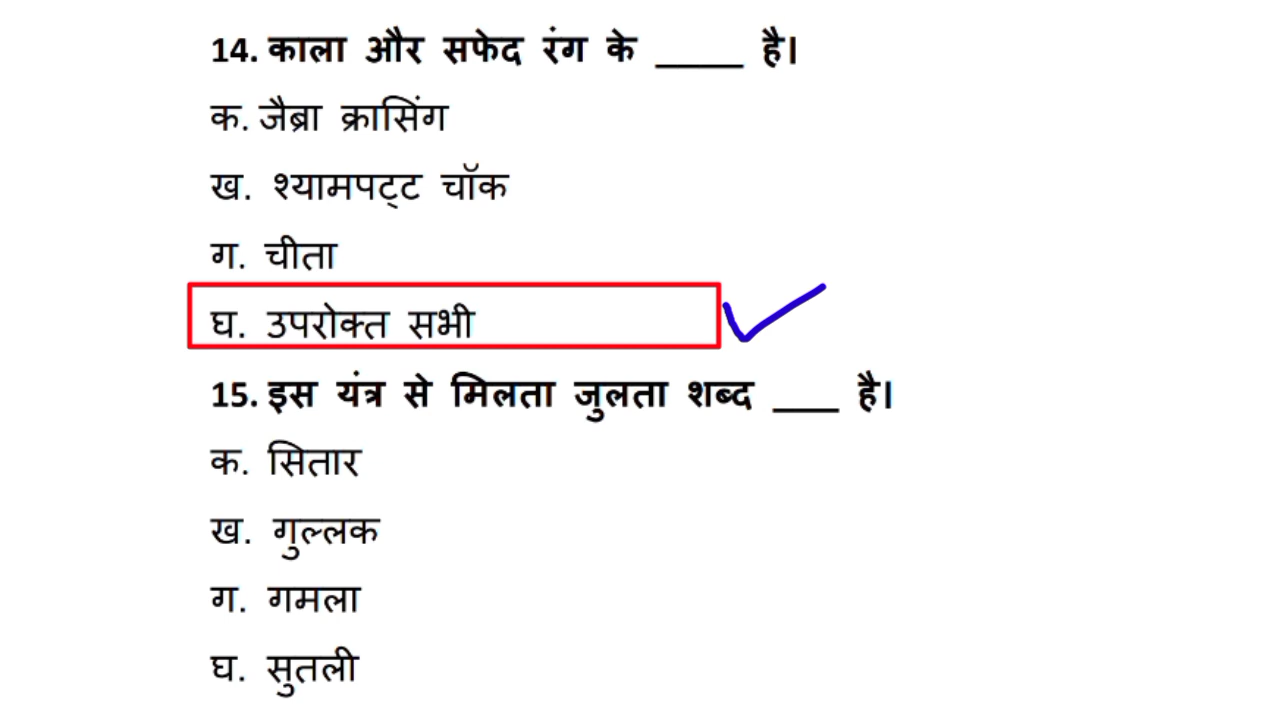 14. काला और सफेद रंग के _____ है।
क. जैब्रा क्रासिंग
ख. श्यामपट्‌ट चॉक
ग. चीता
घ. उपरोक्त सभी
15. इस यंत्र से मिलता जुलता शब्द ____ है।
क. सितार
ख. गुल्लक
ग. गमला
घ. सुतली